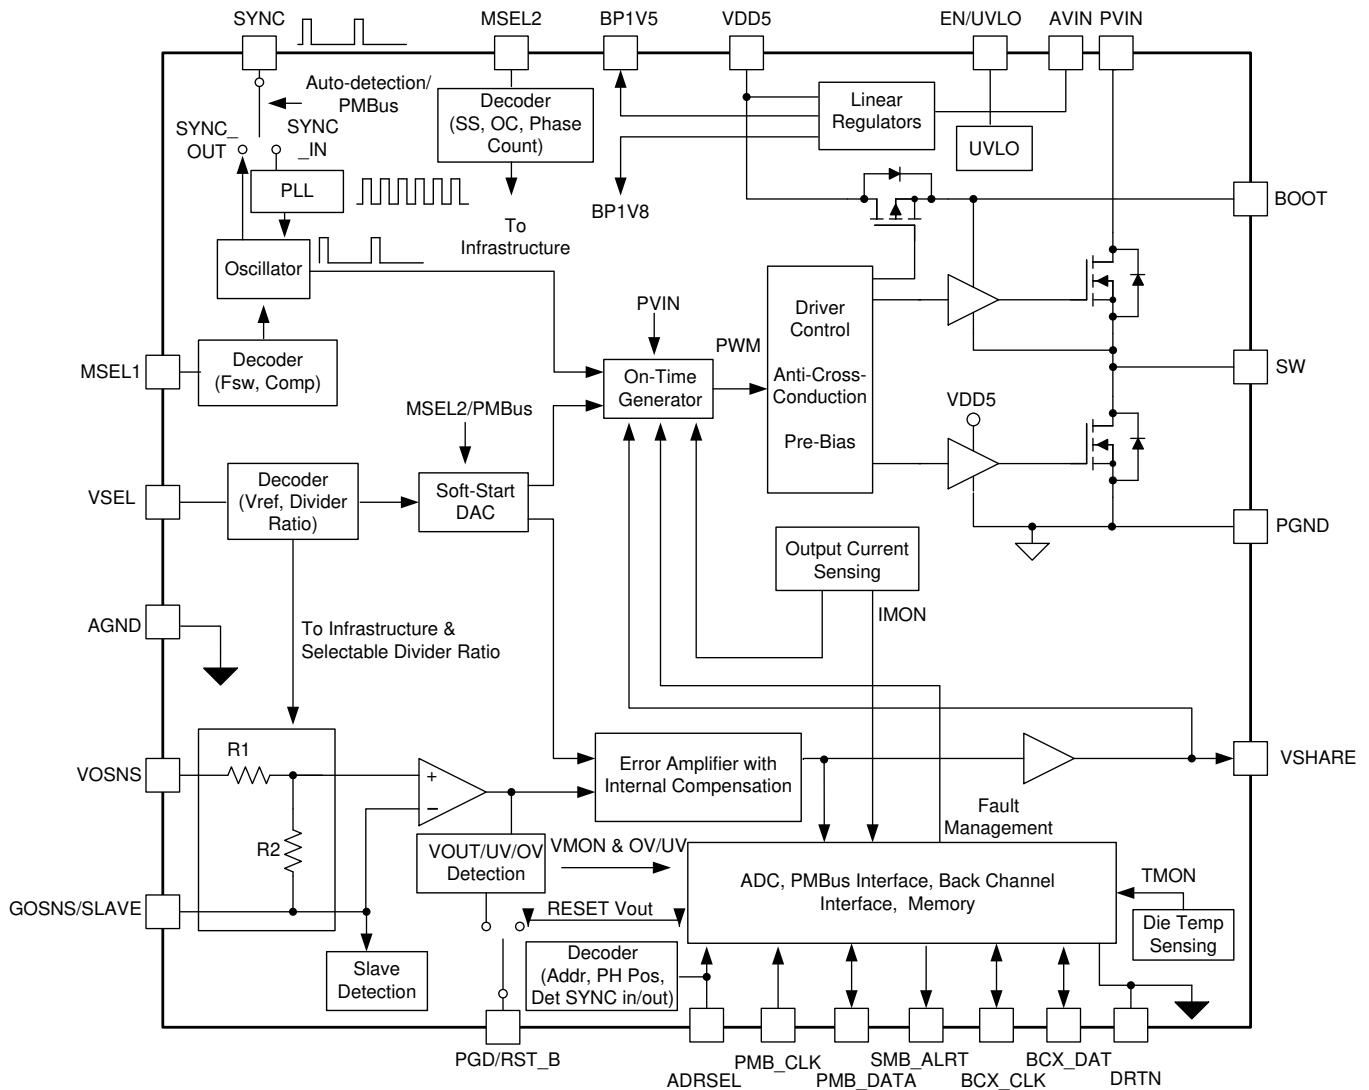 SYNC
MSEL2
BP1V5
VDD5
EN/UVLO
AVIN
PVIN
Auto-detection/
PMBus
SYNC_
OUT
SYNC
_IN
PLL
Decoder
(SS, OC, Phase
Count)
To
Infrastructure
BP1V8
Linear
Regulators
UVLO
BOOT
Oscillator
PVIN
PWM
Driver
Control
Anti-Cross-
Conduction
Pre-Bias
MSEL1
Decoder
(Fsw, Comp)
On-Time
Generator
SW
MSEL2/PMBus
VDD5
VSEL
Decoder
(Vref, Divider
Ratio)
Soft-Start
DAC
PGND
Output Current
Sensing
IMON
AGND
To Infrastructure &
Selectable Divider Ratio
VOSNS
R1
R2
+
−
Error Amplifier with
Internal Compensation
VSHARE
Fault
Management
VOUT/UV/OV
Detection
VMON & OV/UV
ADC, PMBus Interface, Back Channel
Interface, Memory
TMON
Die Temp
Sensing
GOSNS/SLAVE
RESET Vout
Slave
Detection
Decoder
(Addr, PH Pos,
Det SYNC in/out)
PGD/RST_B
ADRSEL
PMB_CLK
PMB_DATA
SMB_ALRT
BCX_CLK
BCX_DAT
DRTN